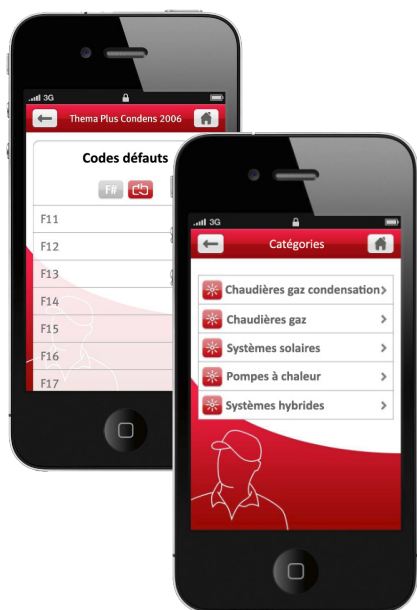 3G
Thema Plus Condens 2006
Codes défauts
F#
F11
F12
F13
F14
F15
F16
F17
3G
Catégories
Chaudières gaz condensation
Chaudières gaz
Systèmes solaires
Pompes à chaleur
Systèmes hybrides